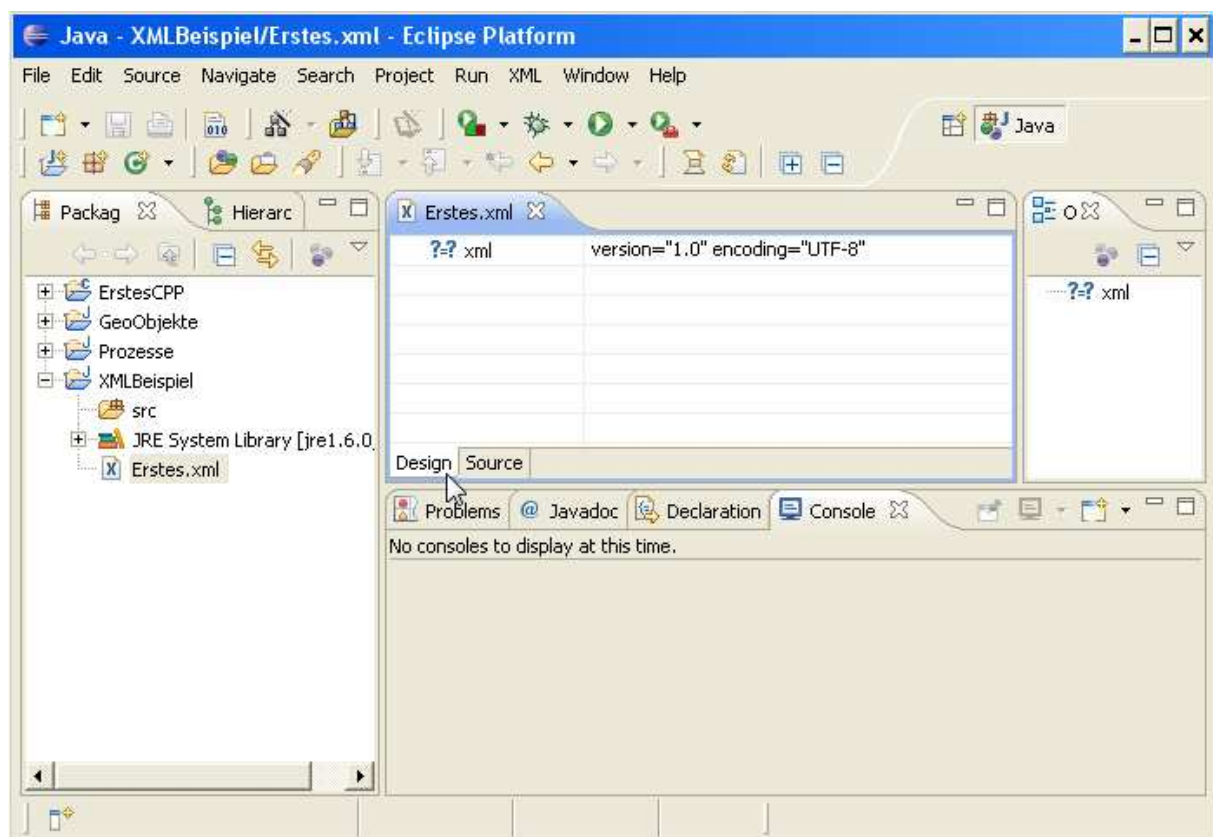 Java - XMLBeispiel/Erstes.xml - Eclipse Platform
File Edit Source Navigate Search Project Run XML Window Help
010
Java
Packag
Hierarc
Erstes.xml
O
?=? xml version="1.0" encoding="UTF-8"
?=? xml
ErstesCPP
GeoObjekte
Prozesse
XMLBeispiel
src
JRE System Library [jre1.6.0
Erstes.xml
Design Source
Problems @ Javadoc Declaration Console
No consoles to display at this time.